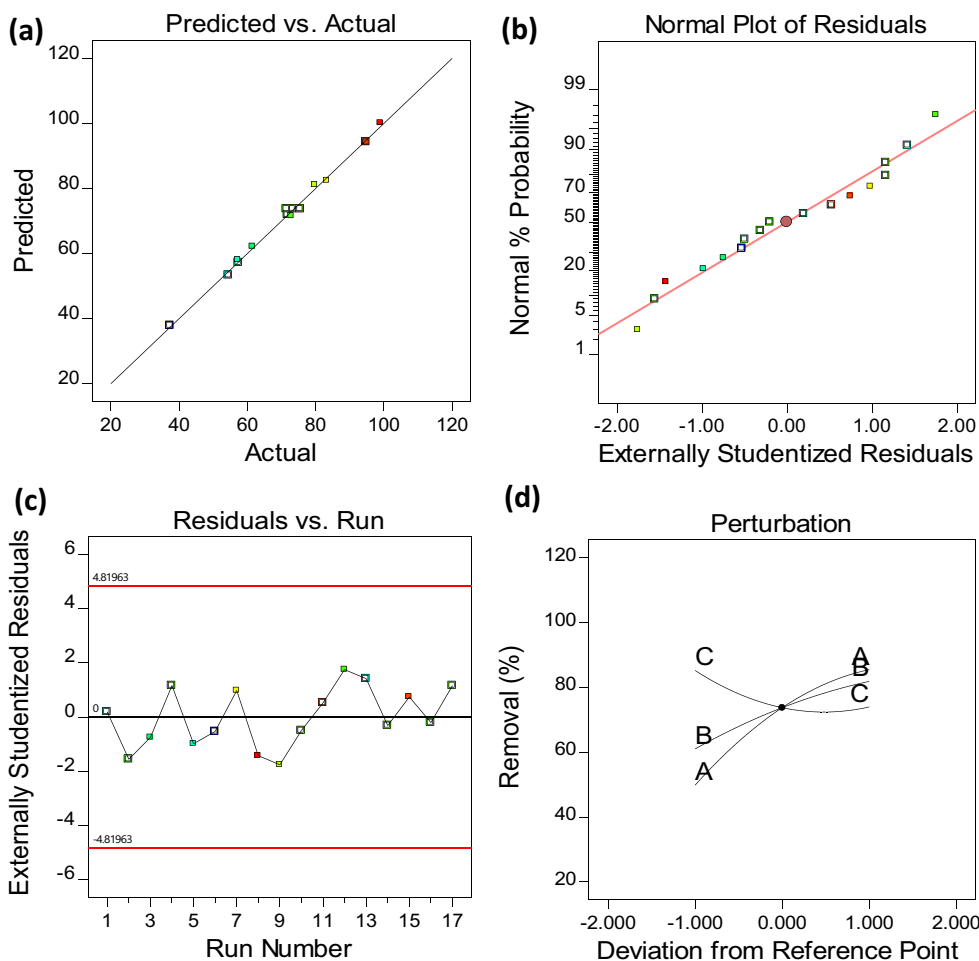 (a)
Predicted vs. Actual
Predicted
120
100
80
60
40
20
20 40 60 80 100 120
Actual
(b)
Normal Plot of Residuals
Normal % Probability
99
90
70
50
20
5
1
-2.00 -1.00 0.00 1.00 2.00
Externally Studentized Residuals
(c)
Residuals vs. Run
Externally Studentized Residuals
6
4
2
0
-2
-4
-6
4.81963
0
-4.81963
1 3 5 7 9 11 13 15 17
Run Number
(d)
Perturbation
Removal (%)
120
100
80
60
40
20
C
B
A
A
B
C
-2.000 -1.000 0.000 1.000 2.000
Deviation from Reference Point